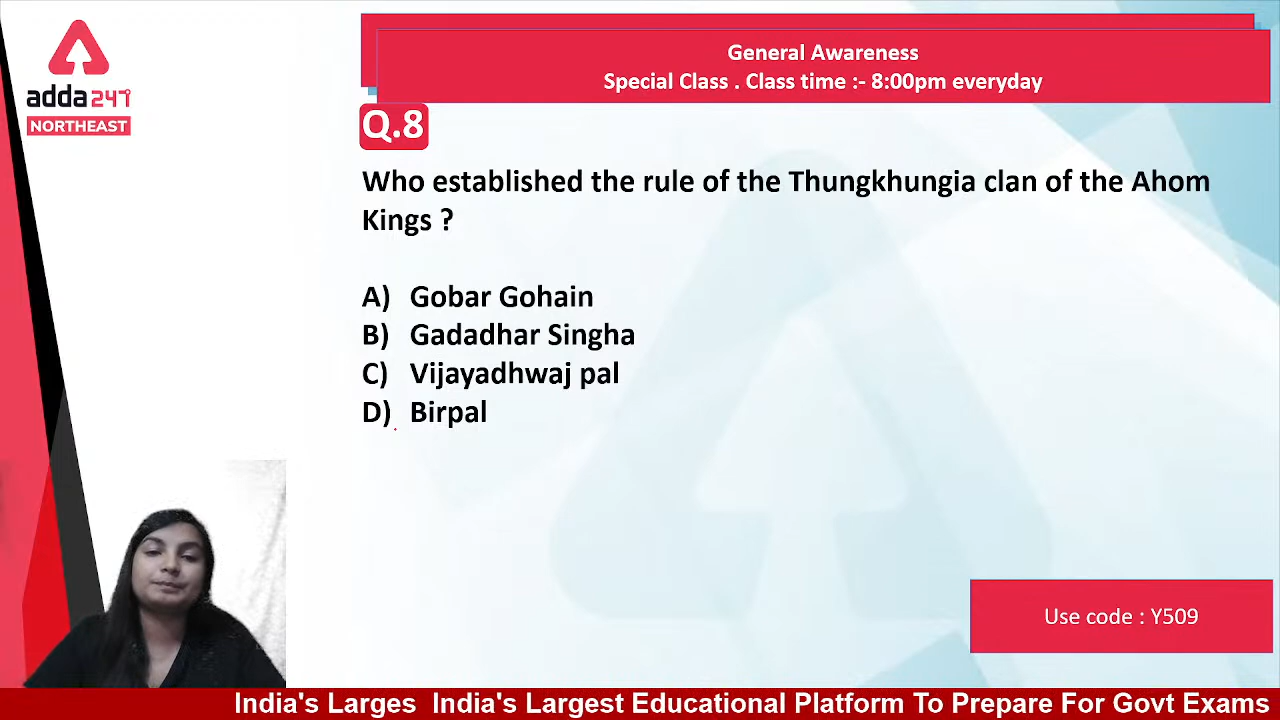 adda247
NORTHEAST
General Awareness
Special Class . Class time :- 8:00pm everyday
Q.8
Who established the rule of the Thungkhungia clan of the Ahom
Kings ?
A) Gobar Gohain
B) Gadadhar Singha
C) Vijayadhwaj pal
D) Birpal
Use code : Y509
India's Larges India's Largest Educational Platform To Prepare For Govt Exams